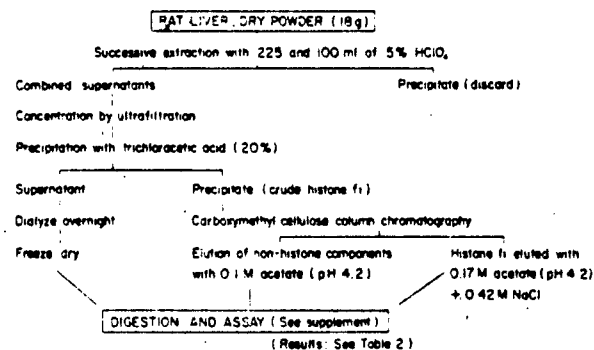 RAT LIVER, DRY POWDER (18g)
Successive extraction with 225 and 100 ml of 5% HClO₄
Combined supernatants
Precipitate (discard)
Concentration by ultrafiltration
Precipitation with trichloracetic acid (20%)
Supernatant
Precipitate (crude histone f₁)
Dialyze overnight
Carboxymethyl cellulose column chromatography
Freeze dry
Elution of non-histone components
with 0.1 M acetate (pH 4.2)
Histone f₁ eluted with
0.17 M acetate (pH 4.2)
+ 0.42 M NaCl
DIGESTION AND ASSAY (See supplement)
(Results: See Table 2)